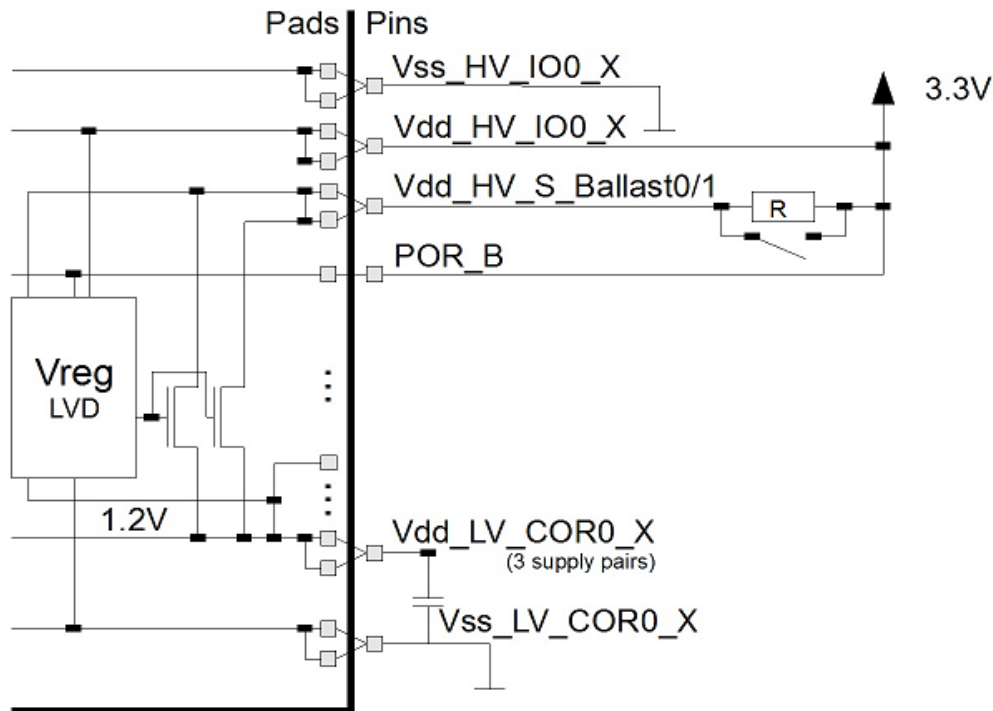 Pads
Pins
Vss_HV_IO0_X
3.3V
Vdd_HV_IO0_X
Vdd_HV_S_Ballast0/1
R
POR_B
Vreg
LVD
1.2V
Vdd_LV_COR0_X
(3 supply pairs)
Vss_LV_COR0_X